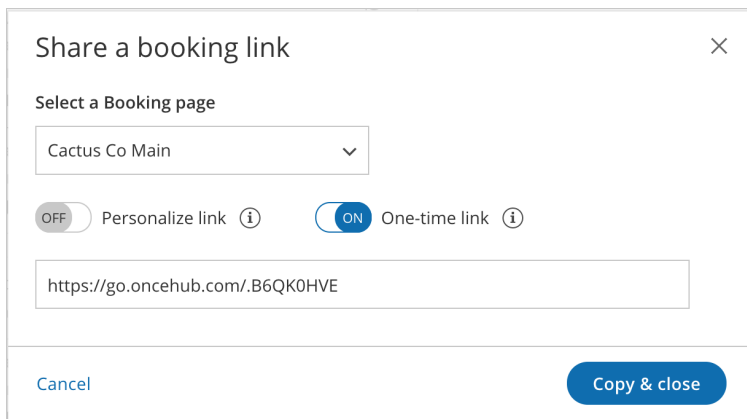 Share a booking link
Select a Booking page
Cactus Co Main
OFF Personalize link i ON One-time link i
https://go.oncehub.com/.B6QK0HVE
Cancel Copy & close